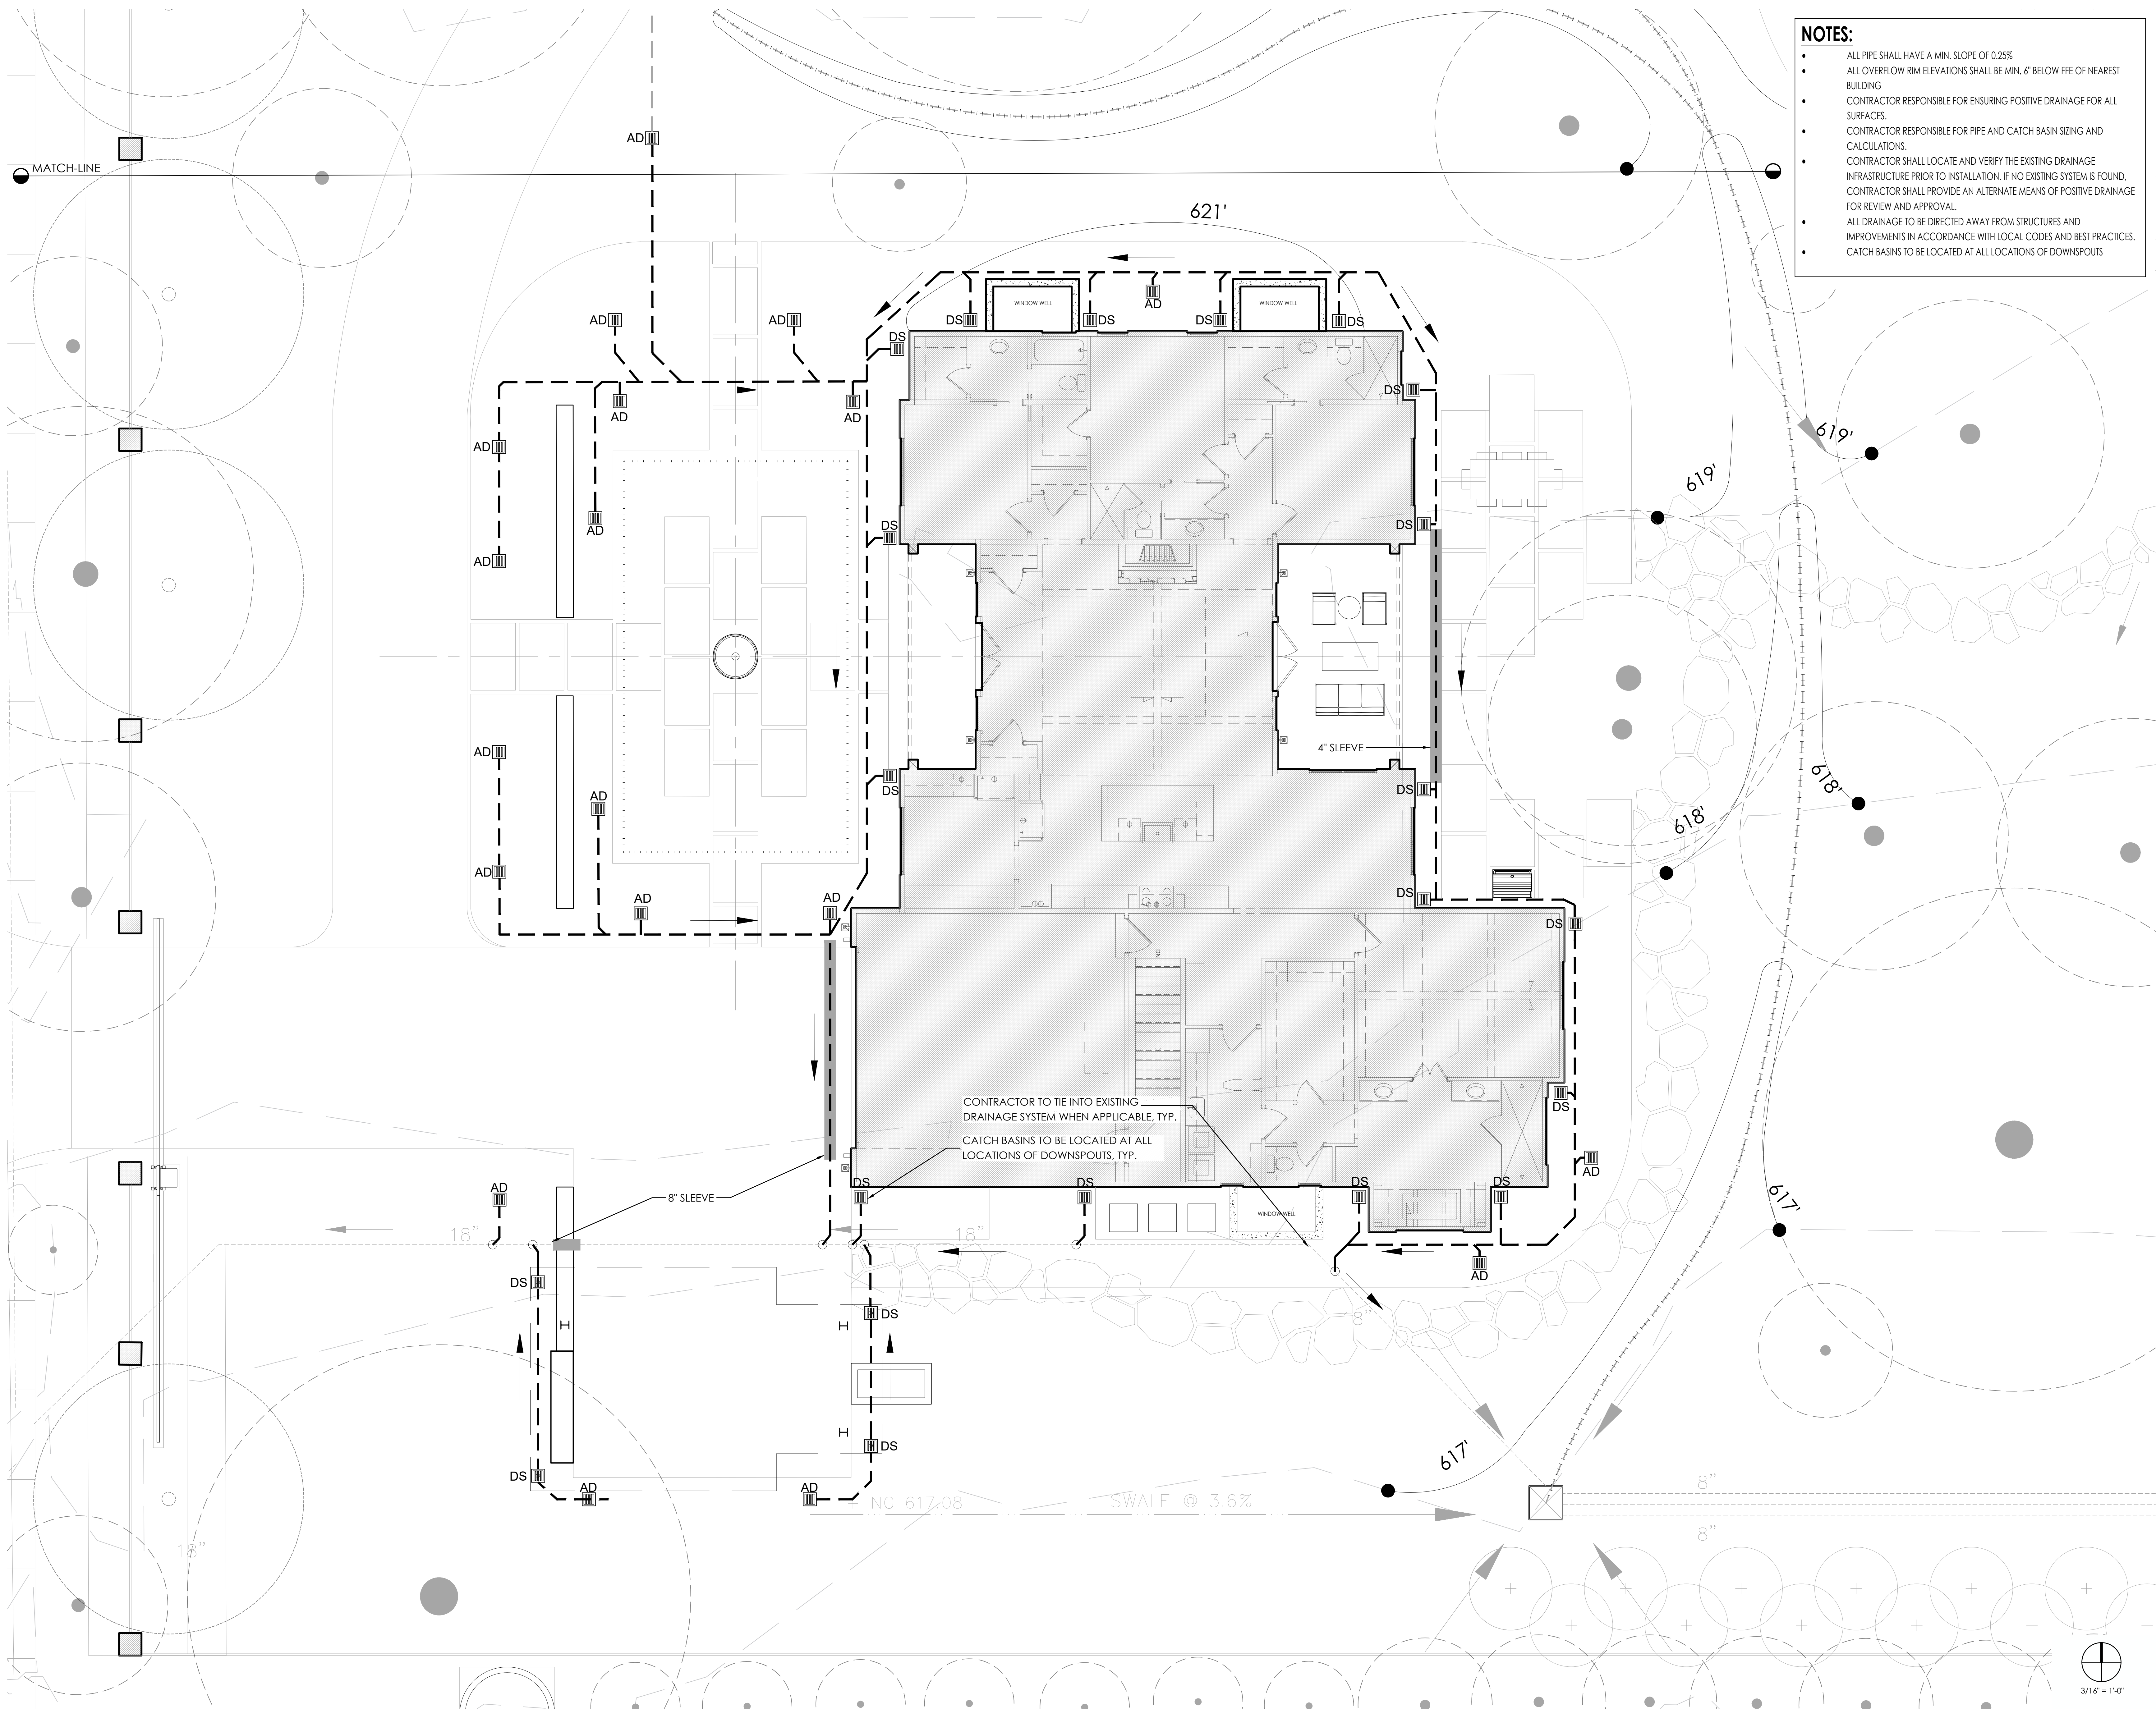 NOTES:
• ALL PIPE SHALL HAVE A MIN. SLOPE OF 0.25%
• ALL OVERFLOW RIM ELEVATIONS SHALL BE MIN. 6" BELOW FFE OF NEAREST
BUILDING
• CONTRACTOR RESPONSIBLE FOR ENSURING POSITIVE DRAINAGE FOR ALL
SURFACES.
• CONTRACTOR RESPONSIBLE FOR PIPE AND CATCH BASIN SIZING AND
CALCULATIONS.
• CONTRACTOR SHALL LOCATE AND VERIFY THE EXISTING DRAINAGE
INFRASTRUCTURE PRIOR TO INSTALLATION. IF NO EXISTING SYSTEM IS FOUND,
CONTRACTOR SHALL PROVIDE AN ALTERNATE MEANS OF POSITIVE DRAINAGE
FOR REVIEW AND APPROVAL.
• ALL DRAINAGE TO BE DIRECTED AWAY FROM STRUCTURES AND
IMPROVEMENTS IN ACCORDANCE WITH LOCAL CODES AND BEST PRACTICES.
• CATCH BASINS TO BE LOCATED AT ALL LOCATIONS OF DOWNSPOUTS
AD
MATCH-LINE
621'
WINDOW WELL
WINDOW WELL
AD
AD
AD
DS
DS
DS
DS
DS
DS
AD
AD
619'
AD
619'
DS
DS
AD
AD
4" SLEEVE
AD
DS
DS
618'
AD
618'
AD
AD
AD
DS
DS
DN
CONTRACTOR TO TIE INTO EXISTING
DRAINAGE SYSTEM WHEN APPLICABLE, TYP.
DS
CATCH BASINS TO BE LOCATED AT ALL
LOCATIONS OF DOWNSPOUTS, TYP.
AD
AD
8" SLEEVE
DS
DS
DS
DS
617'
WINDOW WELL
18"
18"
AD
DS
DS
18"
H
H
H
DS
617'
DS
AD
AD
NG 617.08
SWALE @ 3.6%
8"
8"
18"
3/16" = 1'-0"